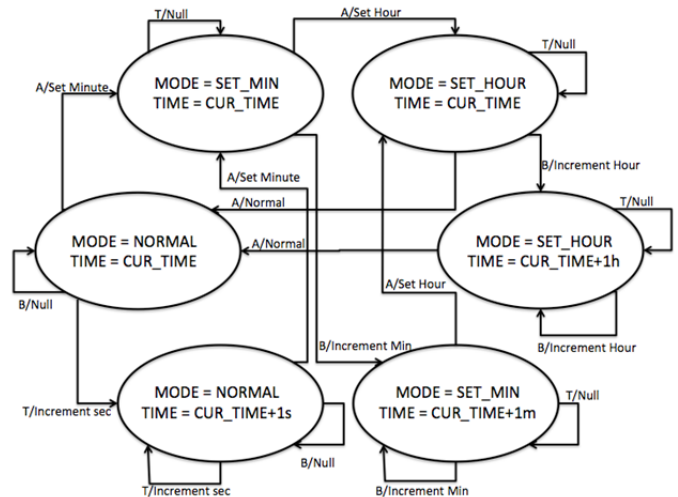 T/Null
A/Set Hour
T/Null
MODE = SET_MIN
TIME = CUR_TIME
MODE = SET_HOUR
TIME = CUR_TIME
A/Set Minute
B/Increment Hour
A/Set Minute
T/Null
A/Normal
MODE = NORMAL
TIME = CUR_TIME
A/Normal
MODE = SET_HOUR
TIME = CUR_TIME+1h
A/Set Hour
B/Null
B/Increment Min
B/Increment Hour
MODE = NORMAL
TIME = CUR_TIME+1s
MODE = SET_MIN
TIME = CUR_TIME+1m
T/Null
T/Increment sec
B/Null
T/Increment sec
B/Increment Min